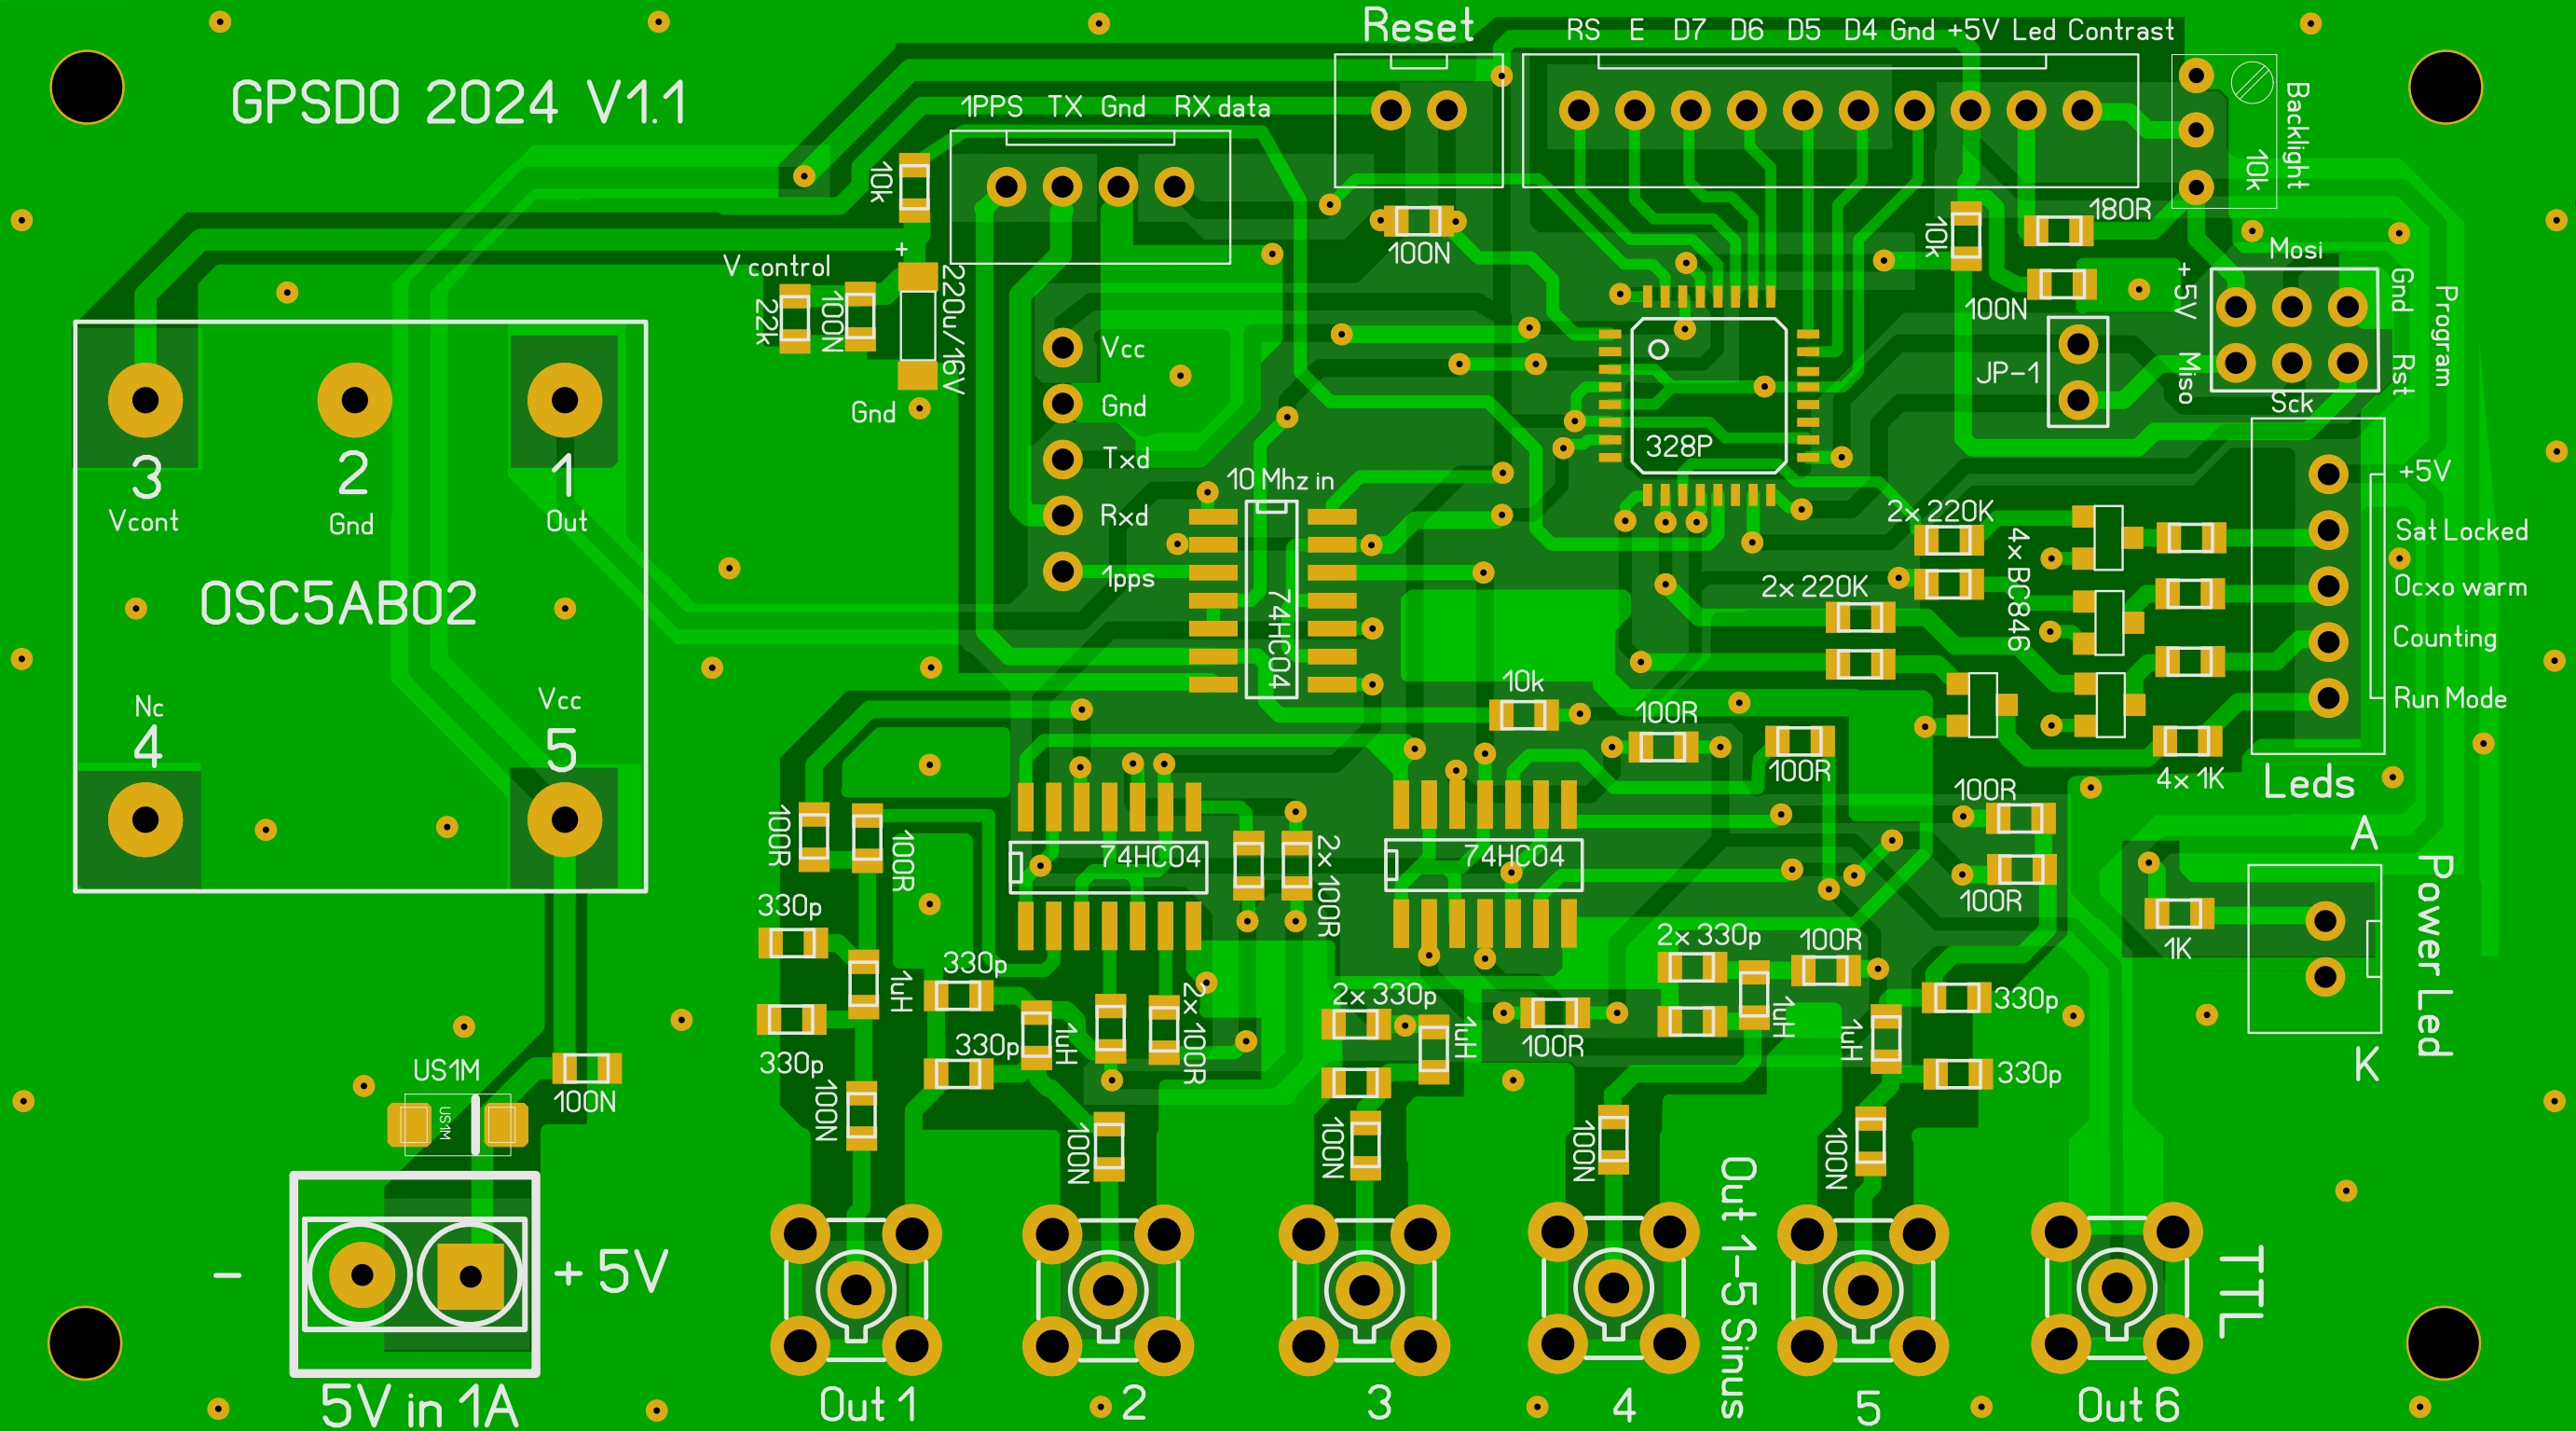 Reset
RS E D7 D6 D5 D4 Gnd +5V Led Contrast
GPSDO 2024 V1.1
1PPS TX Gnd RX data
Backlight
10k
10k
100N
10k
180R
100N
Mosi
+5V
Gnd
Program
Miso
Rst
Sck
JP-1
V control
+
22k
100N
220u/16V
Gnd
Vcc
Gnd
Txd
Rxd
1pps
328P
10 Mhz in
74HC04
3
Vcont
2
Gnd
1
Out
OSC5AB02
Nc
4
Vcc
5
2x 220K
2x 220K
4x BC846
+5V
Sat Locked
Ocxo warm
Counting
Run Mode
Leds
4x 1K
10k
100R
100R
100R
100R
100R
100R
74HC04
2x 100R
74HC04
A
Power Led
K
1K
330p
330p
1uH
330p
330p
1uH
2x 100R
2x 330p
1uH
100R
2x 330p
100R
1uH
1uH
330p
330p
US1M
US1M
100N
100N
100N
100N
100N
100N
- + 5V
5V in 1A
Out 1-5 Sinus
TTL
Out 1 2 3 4 5 Out 6